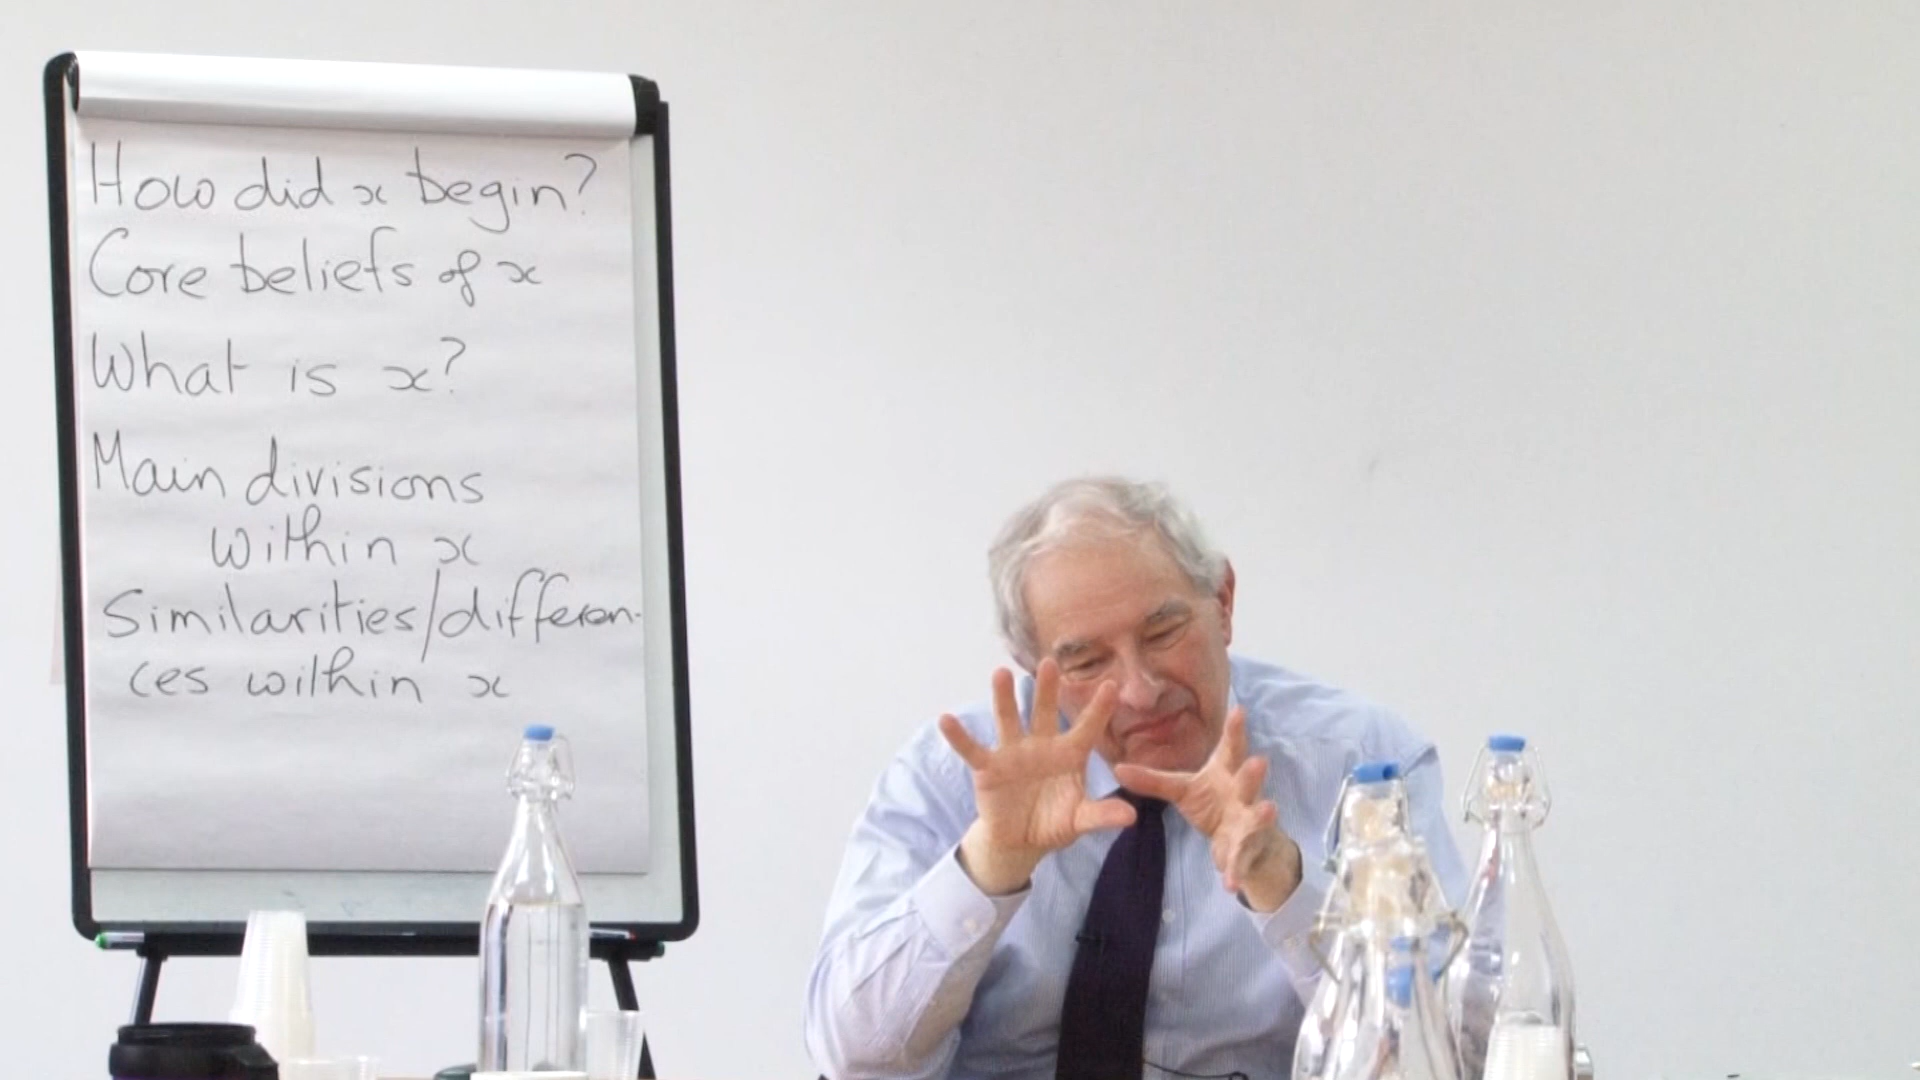 How did x begin?
Core beliefs of x
What is x?
Main divisions
within x
Similarities/differen-
ces within x